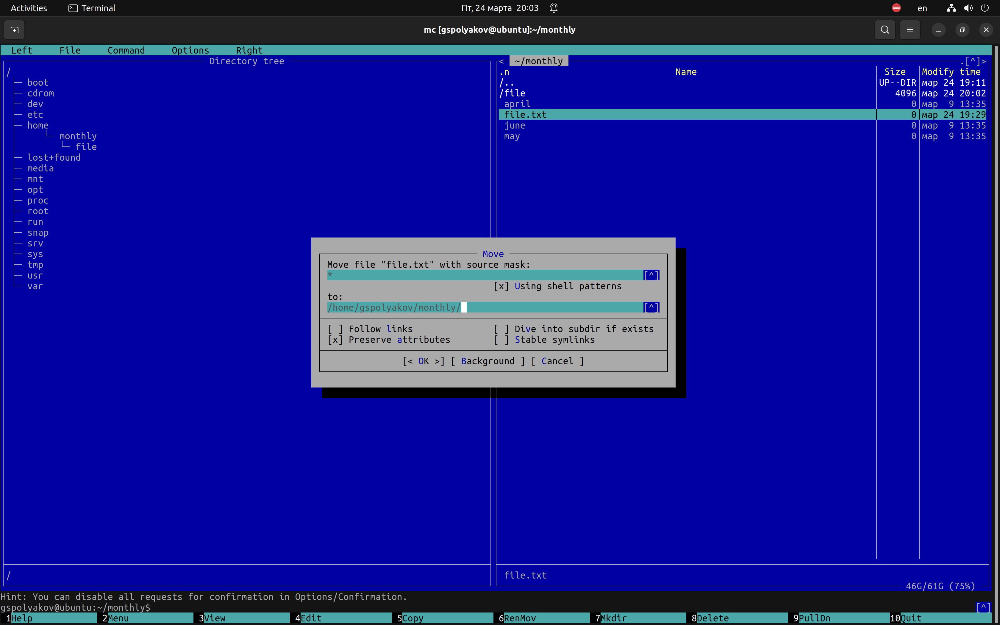 Activities Terminal Пт, 24 марта 20:03 en
mc [gspolyakov@ubuntu]:~/monthly
Left File Command Options Right
Directory tree
/
boot
cdrom
dev
etc
home
monthly
file
lost+found
media
mnt
opt
proc
root
run
snap
srv
sys
tmp
usr
var
/
<─ ~/monthly .[^]>
.n Name Size Modify time
/.. UP--DIR мар 24 19:11
/file 4096 мар 24 20:02
april 0 мар 9 13:35
file.txt 0 мар 24 19:29
june 0 мар 9 13:35
may 0 мар 9 13:35
file.txt
46G/61G (75%)
Move
Move file "file.txt" with source mask:
* [^]
[x] Using shell patterns
to:
/home/gspolyakov/monthly/ [^]
[ ] Follow links [ ] Dive into subdir if exists
[x] Preserve attributes [ ] Stable symlinks
[< OK >] [ Background ] [ Cancel ]
Hint: You can disable all requests for confirmation in Options/Confirmation.
gspolyakov@ubuntu:~/monthly$ [^]
1Help 2Menu 3View 4Edit 5Copy 6RenMov 7Mkdir 8Delete 9PullDn 10Quit